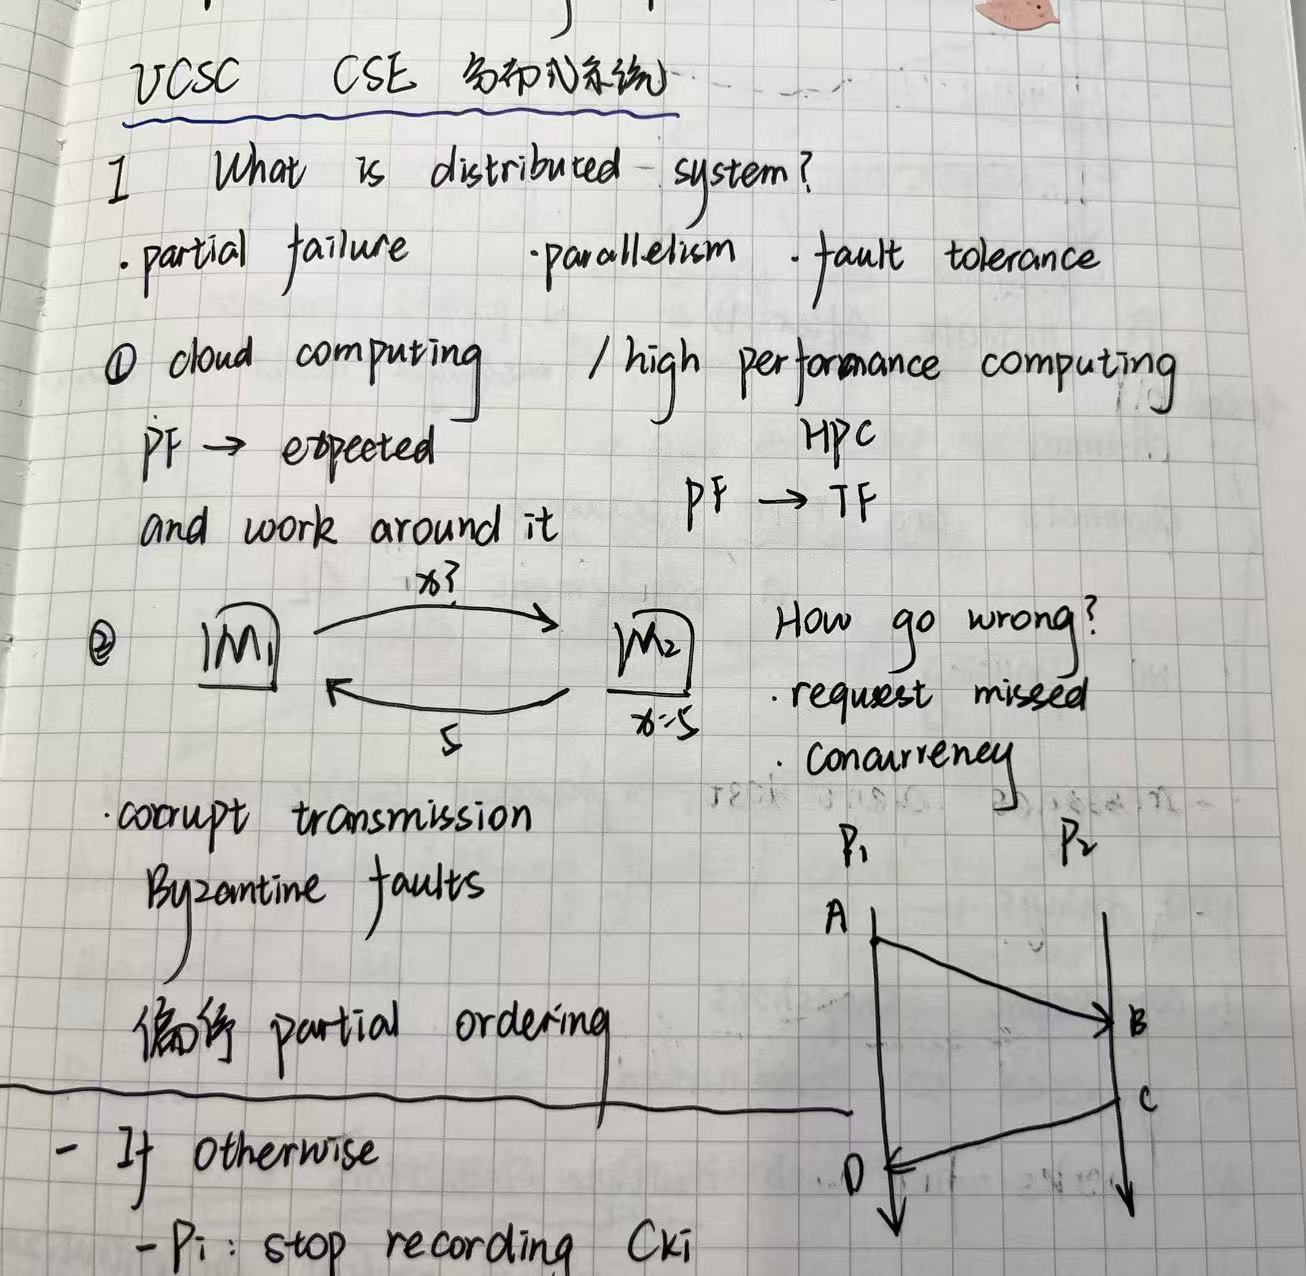 UCSC CSE 分布式系统
I What is distributed system?
· partial failure · parallelism · fault tolerance
① cloud computing / high performance computing
HPC
PF → expected
PF → TF
and work around it
x?
② M1 M2 How go wrong?
· request missed
5 x=5
· concurrency
· corrupt transmission
P1 P2
Byzantine faults
A
偏序 partial ordering B
C
- If otherwise
D
- Pi: stop recording Cki